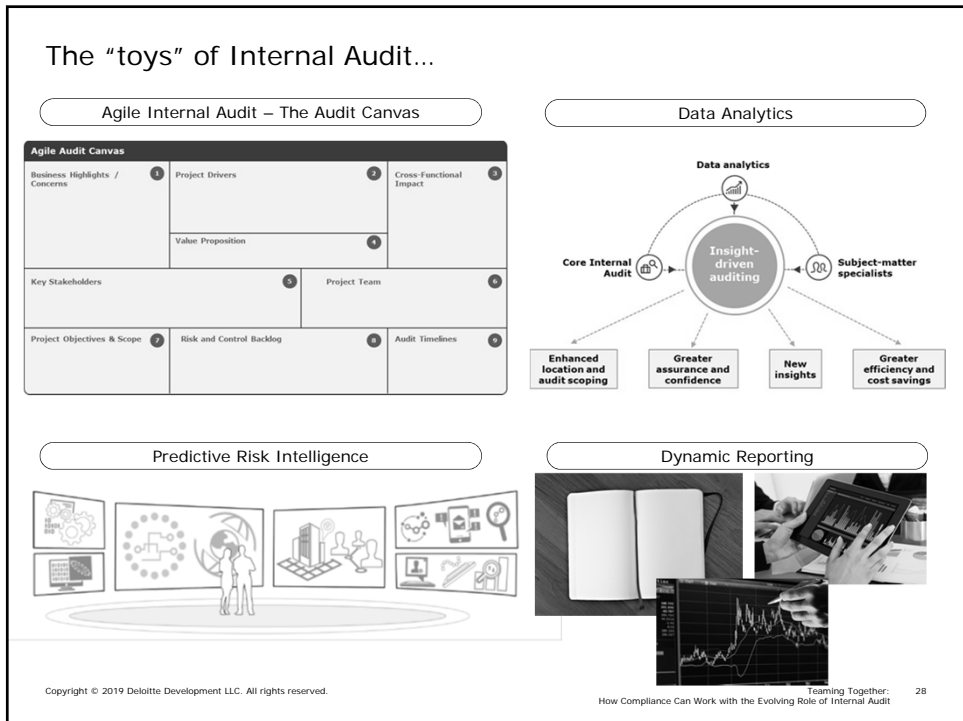 The “toys” of Internal Audit...
Agile Internal Audit – The Audit Canvas
Agile Audit Canvas
Business Highlights /
Concerns
1
Project Drivers
2
Cross-Functional
Impact
3
Value Proposition
4
Key Stakeholders
5
Project Team
6
Project Objectives & Scope
7
Risk and Control Backlog
8
Audit Timelines
9
Data Analytics
Data analytics
Core Internal
Audit
Insight-
driven
auditing
Subject-matter
specialists
Enhanced
location and
audit scoping
Greater
assurance and
confidence
New
insights
Greater
efficiency and
cost savings
Predictive Risk Intelligence
Dynamic Reporting
Copyright © 2019 Deloitte Development LLC. All rights reserved.
Teaming Together:
How Compliance Can Work with the Evolving Role of Internal Audit
28